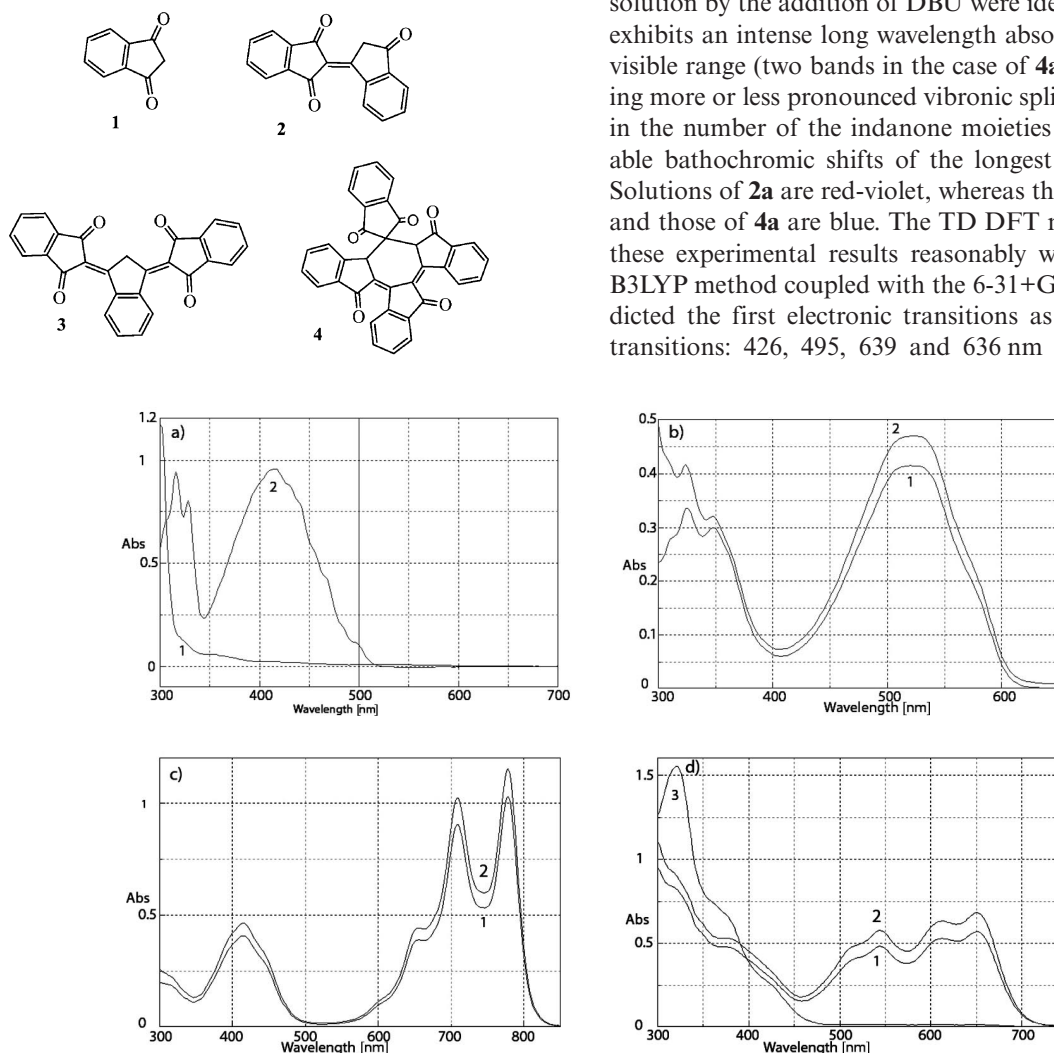 1
2
3
4
solution by the addition of DBU were ide
exhibits an intense long wavelength abso
visible range (two bands in the case of 4a
ing more or less pronounced vibronic spli
in the number of the indanone moieties
able bathochromic shifts of the longest
Solutions of 2a are red-violet, whereas th
and those of 4a are blue. The TD DFT m
these experimental results reasonably w
B3LYP method coupled with the 6-31+G
dicted the first electronic transitions as
transitions: 426, 495, 639 and 636 nm
a)
1.2
1
Abs
0.5
0
2
1
300 400 500 600 700
Wavelength [nm]
b)
0.5
0.4
0.3
Abs
0.2
0.1
0
2
1
300 400 500 600
Wavelength [nm]
c)
1
Abs
0.5
0
2
1
300 400 500 600 700 800
Wavelength [nm]
d)
1.5
1
Abs
0.5
0
3
2
1
300 400 500 600 700
Wavelength [nm]